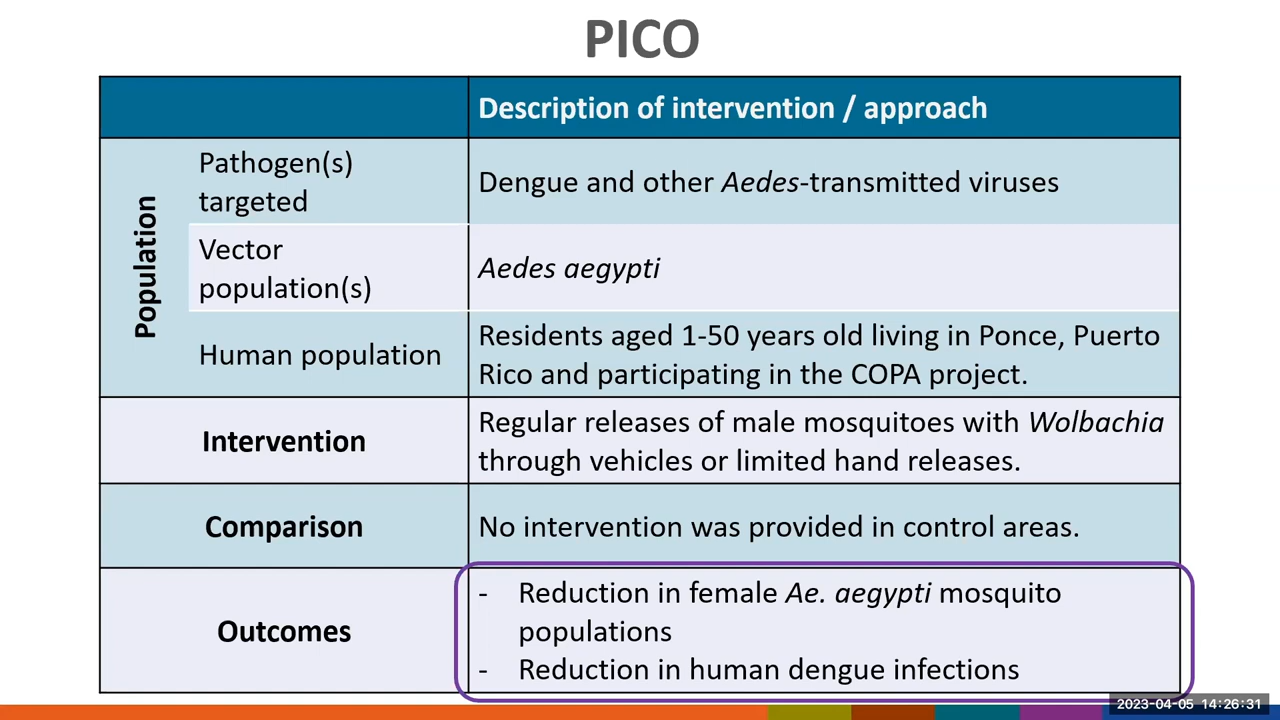 PICO
Description of intervention / approach
Population
Pathogen(s)
targeted
Dengue and other Aedes-transmitted viruses
Vector
population(s)
Aedes aegypti
Human population
Residents aged 1-50 years old living in Ponce, Puerto
Rico and participating in the COPA project.
Intervention
Regular releases of male mosquitoes with Wolbachia
through vehicles or limited hand releases.
Comparison
No intervention was provided in control areas.
Outcomes
- Reduction in female Ae. aegypti mosquito
populations
- Reduction in human dengue infections
2023-04-05 14:26:31